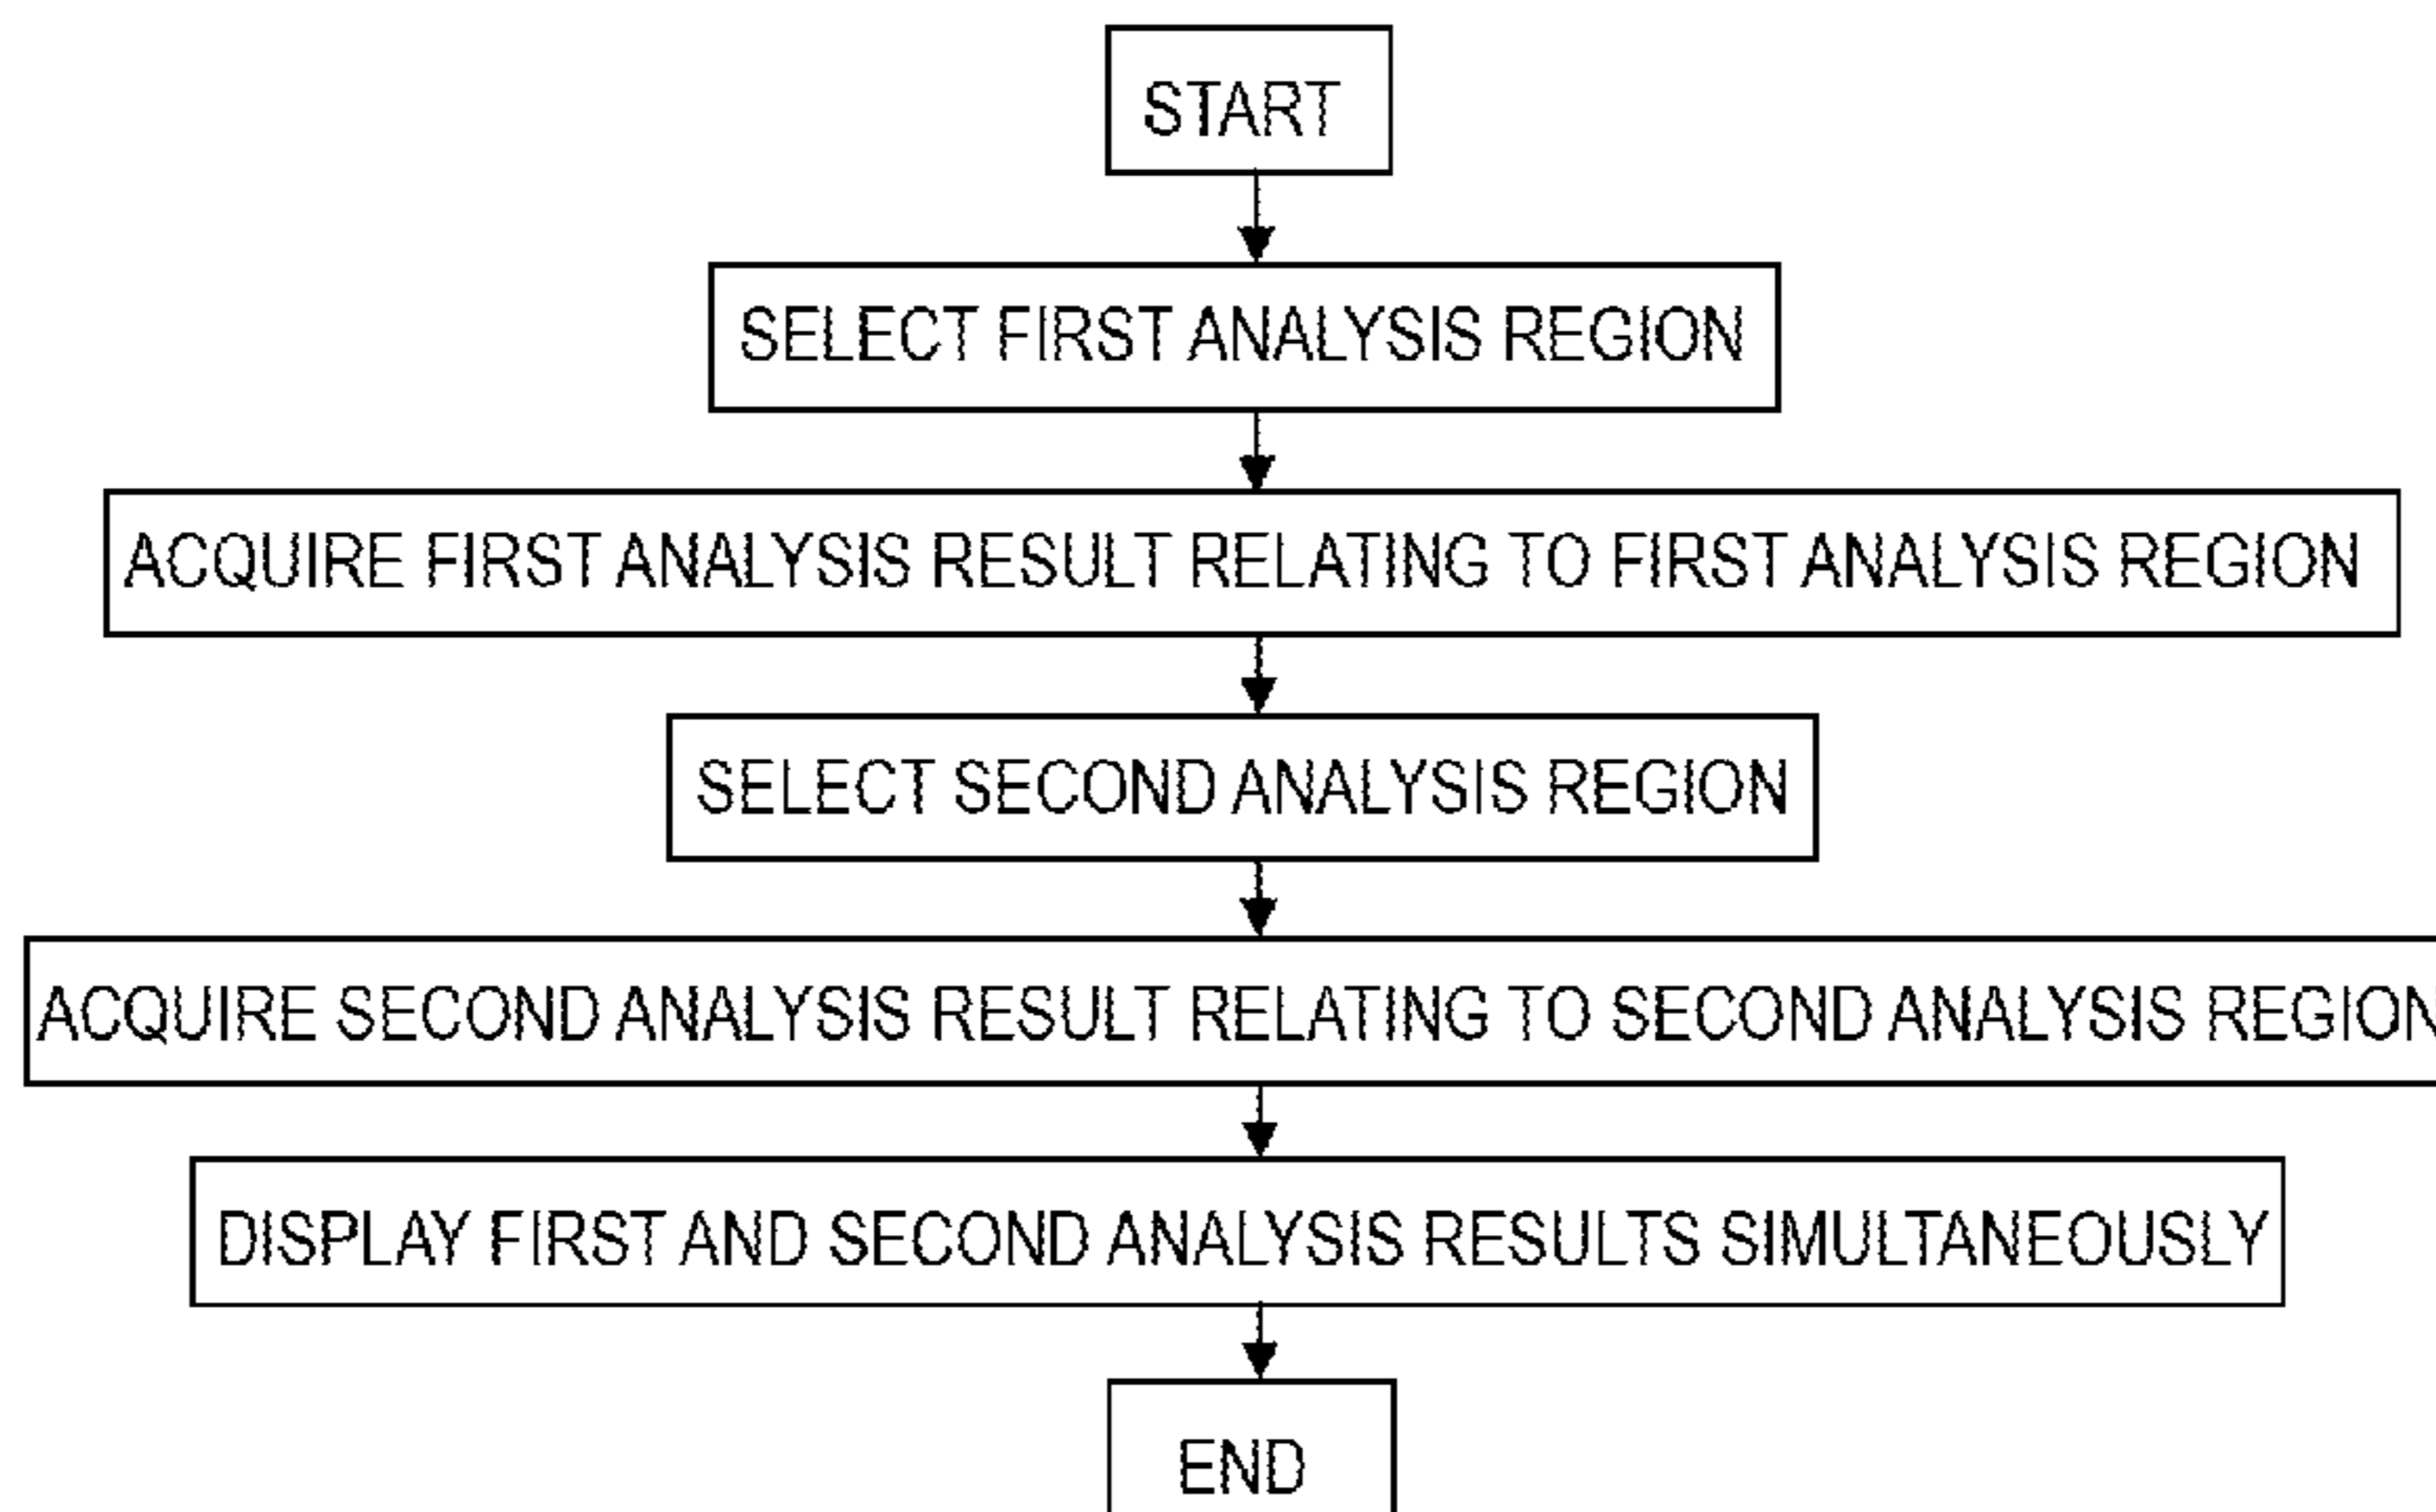 START
SELECT FIRST ANALYSIS REGION
ACQUIRE FIRST ANALYSIS RESULT RELATING TO FIRST ANALYSIS REGION
SELECT SECOND ANALYSIS REGION
ACQUIRE SECOND ANALYSIS RESULT RELATING TO SECOND ANALYSIS REGION
DISPLAY FIRST AND SECOND ANALYSIS RESULTS SIMULTANEOUSLY
END